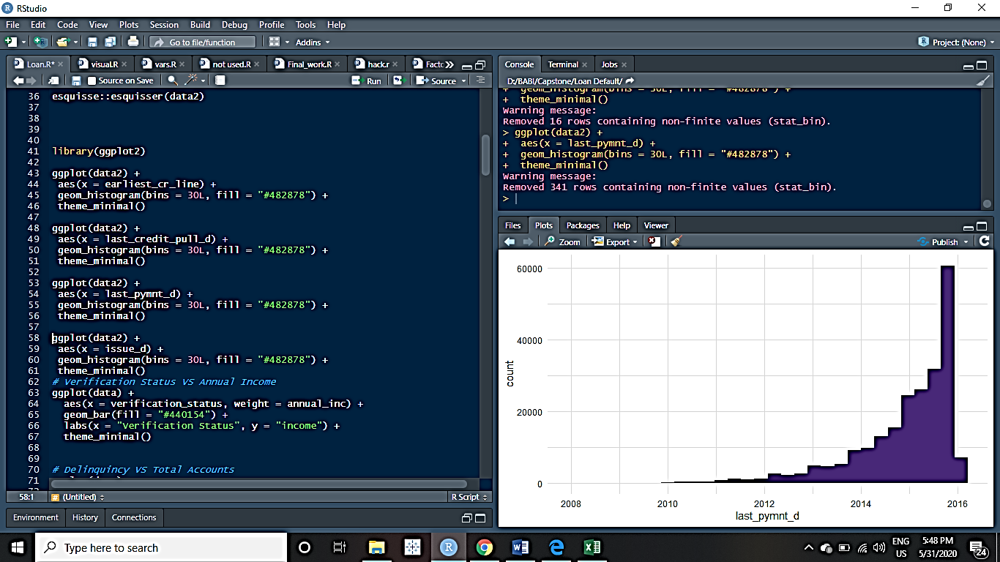 RStudio
File Edit Code View Plots Session Build Debug Profile Tools Help
Go to file/function Addins Project: (None)
Loan.R* visual.R vars.R not used.R Final_work.R hack.r Facto
Source on Save Run Source
36 esquisse::esquisser(data2)
37
38
39
40
41 library(ggplot2)
42
43 ggplot(data2) +
44 aes(x = earliest_cr_line) +
45 geom_histogram(bins = 30L, fill = "#482878") +
46 theme_minimal()
47
48 ggplot(data2) +
49 aes(x = last_credit_pull_d) +
50 geom_histogram(bins = 30L, fill = "#482878") +
51 theme_minimal()
52
53 ggplot(data2) +
54 aes(x = last_pymnt_d) +
55 geom_histogram(bins = 30L, fill = "#482878") +
56 theme_minimal()
57
58 ggplot(data2) +
59 aes(x = issue_d) +
60 geom_histogram(bins = 30L, fill = "#482878") +
61 theme_minimal()
62 # Verification Status VS Annual Income
63 ggplot(data) +
64 aes(x = verification_status, weight = annual_inc) +
65 geom_bar(fill = "#440154") +
66 labs(x = "Verification Status", y = "income") +
67 theme_minimal()
68
69
70 # Delinquincy VS Total Accounts
71
58:1 (Untitled) R Script
Environment History Connections
Console Terminal Jobs
D:/BABI/Capstone/Loan Default/
+ geom_histogram(bins = 30L, fill = "#482878") +
+ theme_minimal()
Warning message:
Removed 16 rows containing non-finite values (stat_bin).
> ggplot(data2) +
+ aes(x = last_pymnt_d) +
+ geom_histogram(bins = 30L, fill = "#482878") +
+ theme_minimal()
Warning message:
Removed 341 rows containing non-finite values (stat_bin).
>
Files Plots Packages Help Viewer
Zoom Export Publish
60000
40000
20000
0
count
2008 2010 2012 2014 2016
last_pymnt_d
Type here to search
ENG US
5:48 PM
5/31/2020
24